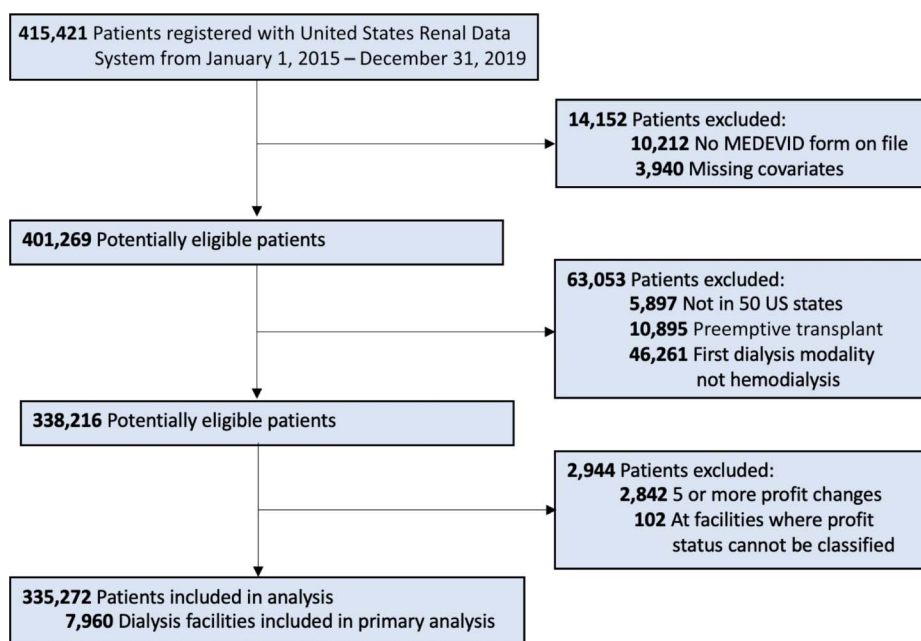 415,421 Patients registered with United States Renal Data
System from January 1, 2015 – December 31, 2019
14,152 Patients excluded:
10,212 No MEDEVID form on file
3,940 Missing covariates
401,269 Potentially eligible patients
63,053 Patients excluded:
5,897 Not in 50 US states
10,895 Preemptive transplant
46,261 First dialysis modality
not hemodialysis
338,216 Potentially eligible patients
2,944 Patients excluded:
2,842 5 or more profit changes
102 At facilities where profit
status cannot be classified
335,272 Patients included in analysis
7,960 Dialysis facilities included in primary analysis